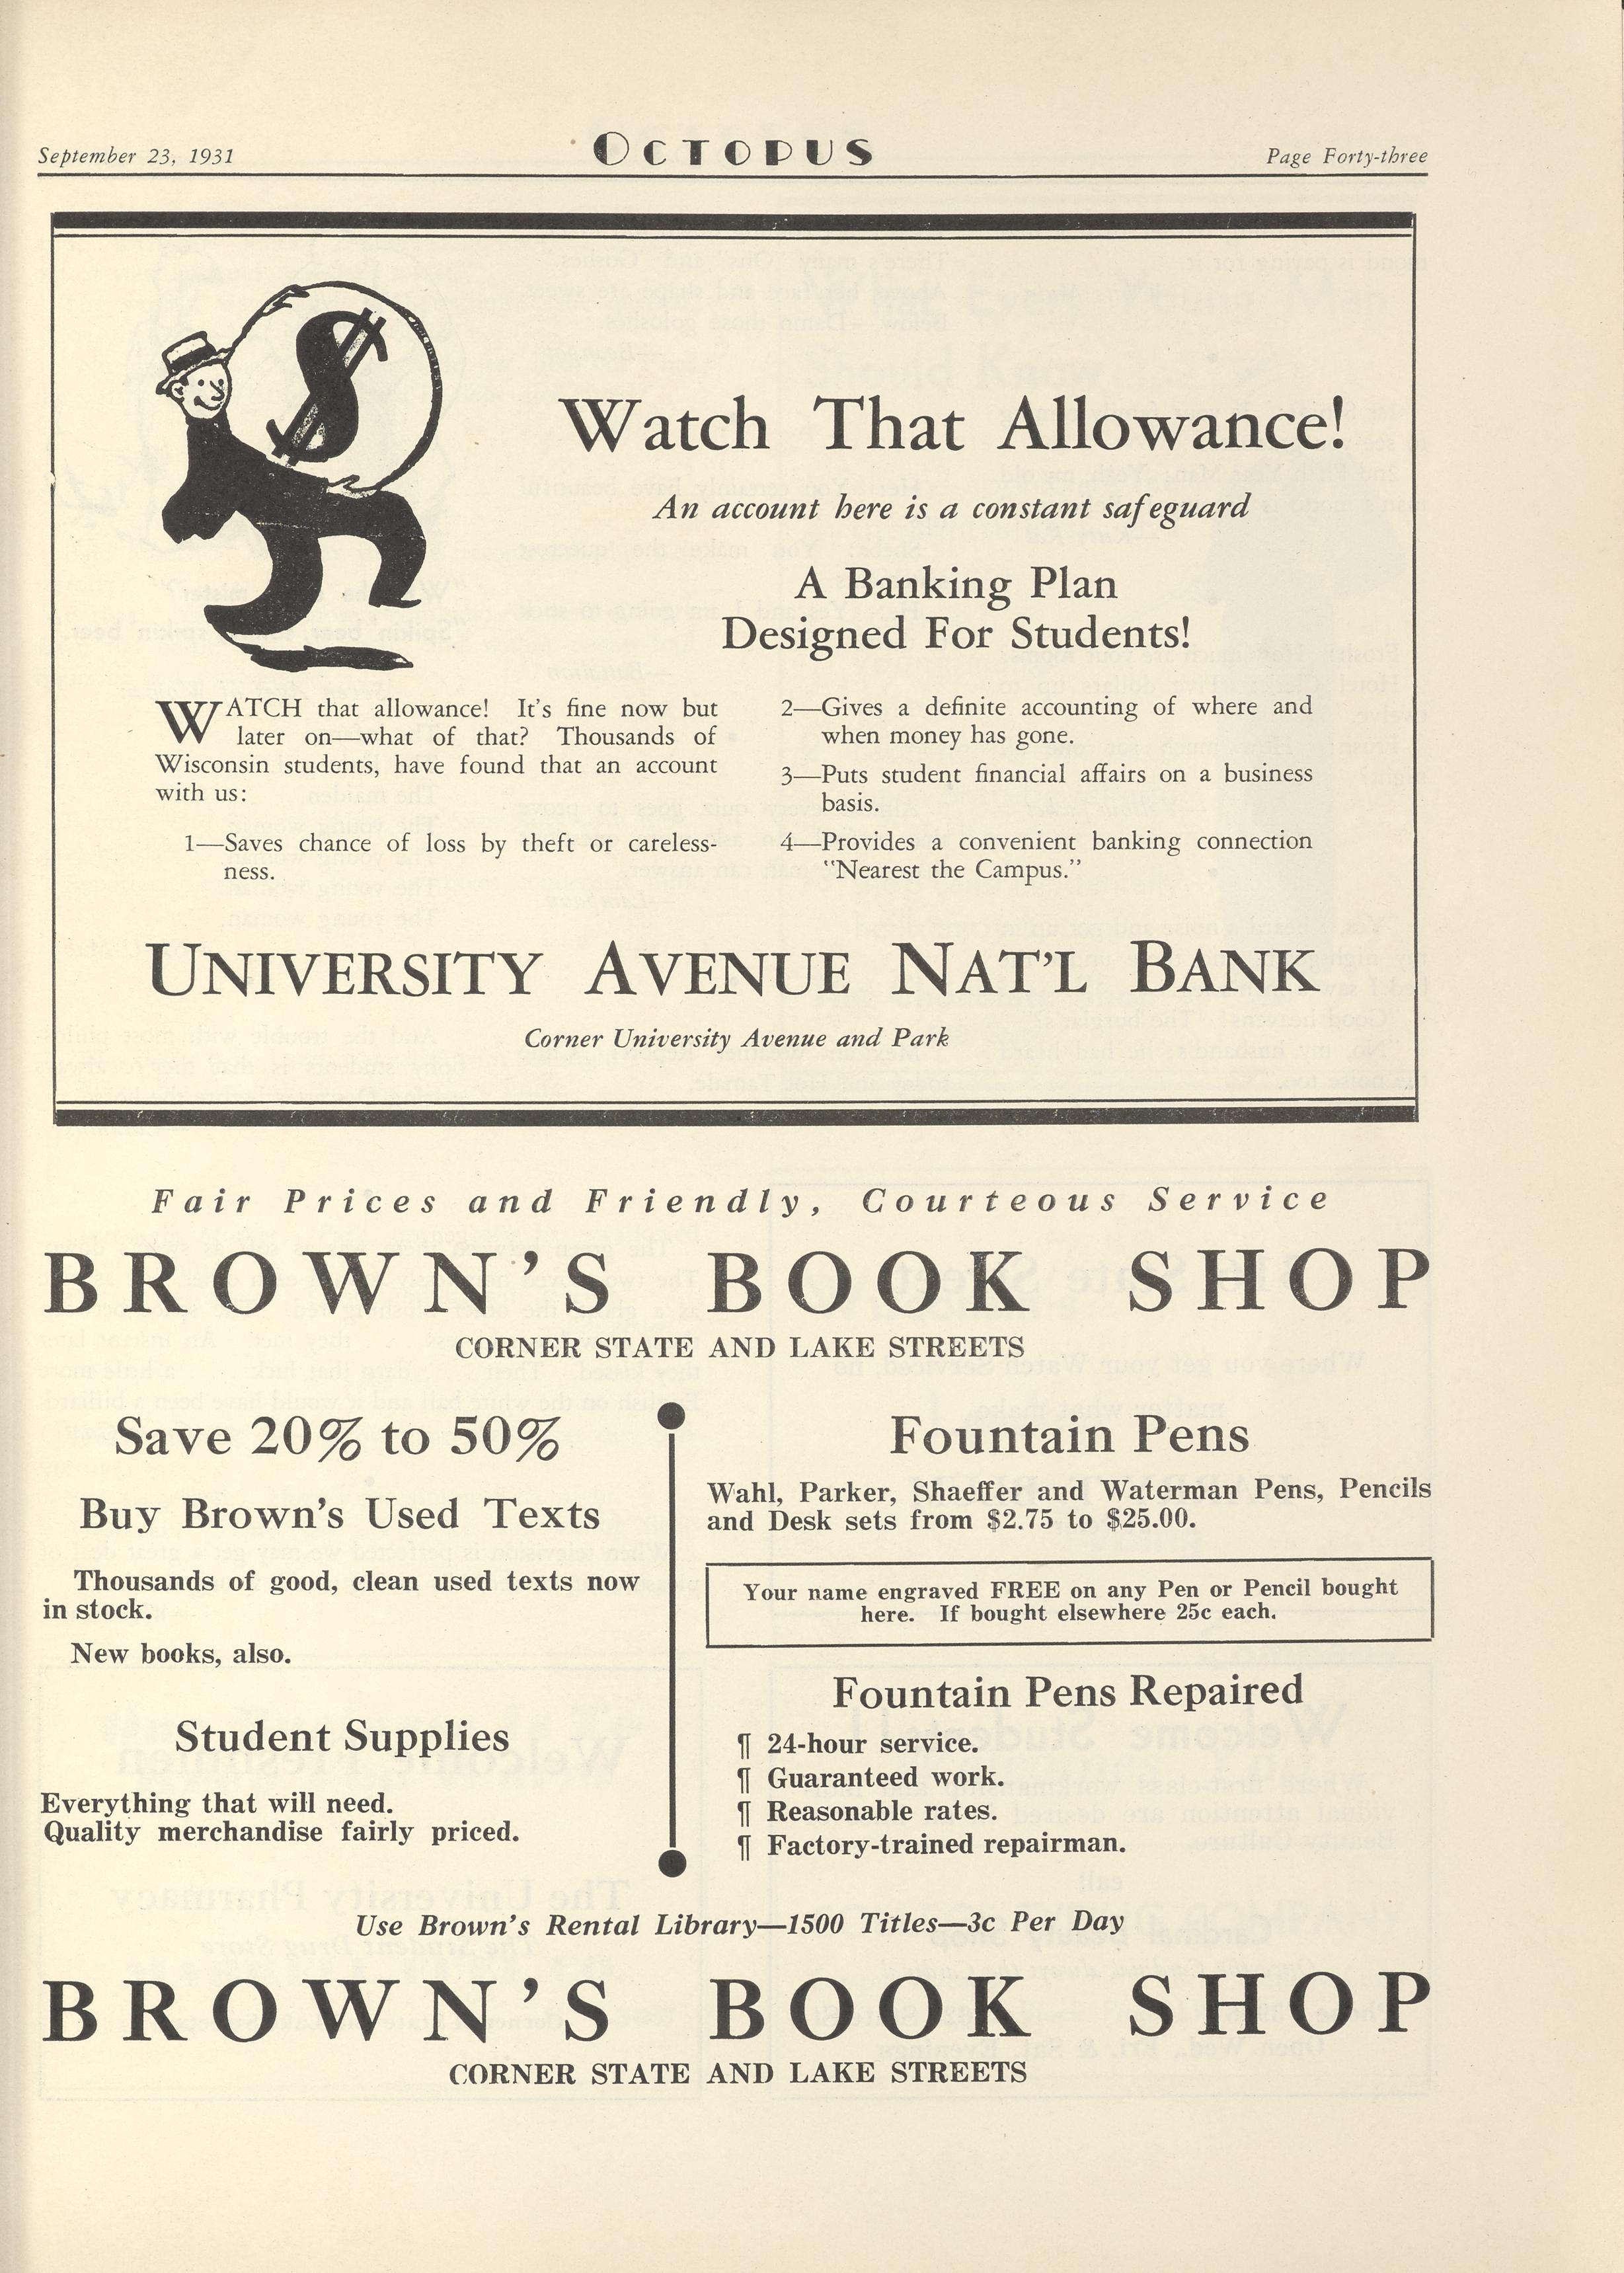 September 23, 1931
OCTOPUS
Page Forty-three
$
Watch That Allowance!
An account here is a constant safeguard
A Banking Plan
Designed For Students!
WATCH that allowance! It's fine now but
later on—what of that? Thousands of
Wisconsin students, have found that an account
with us:
1—Saves chance of loss by theft or careless-
ness.
2—Gives a definite accounting of where and
when money has gone.
3—Puts student financial affairs on a business
basis.
4—Provides a convenient banking connection
"Nearest the Campus."
UNIVERSITY AVENUE NAT'L BANK
Corner University Avenue and Park
Fair Prices and Friendly, Courteous Service
BROWN'S BOOK SHOP
CORNER STATE AND LAKE STREETS
Save 20% to 50%
Buy Brown's Used Texts
Thousands of good, clean used texts now
in stock.
New books, also.
Student Supplies
Everything that will need.
Quality merchandise fairly priced.
Fountain Pens
Wahl, Parker, Shaeffer and Waterman Pens, Pencils
and Desk sets from $2.75 to $25.00.
Your name engraved FREE on any Pen or Pencil bought
here. If bought elsewhere 25c each.
Fountain Pens Repaired
¶ 24-hour service.
¶ Guaranteed work.
¶ Reasonable rates.
¶ Factory-trained repairman.
Use Brown's Rental Library—1500 Titles—3c Per Day
BROWN'S BOOK SHOP
CORNER STATE AND LAKE STREETS